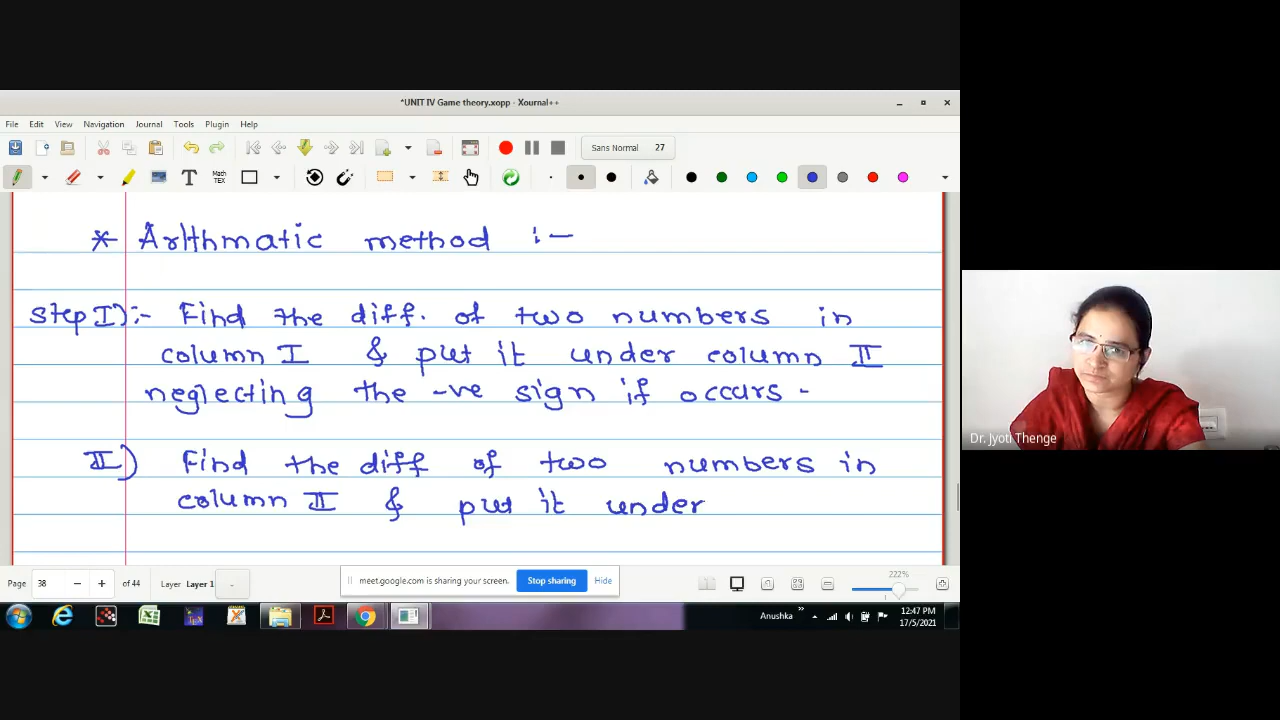 *UNIT IV Game theory.xopp - Xournal++
File Edit View Navigation Journal Tools Plugin Help
Sans Normal 27
* Arithmatic method :-
Step I) :- Find the diff. of two numbers in
column I & put it under column II
neglecting the -ve sign if occurs -
II) Find the diff of two numbers in
column II & put it under
Dr. Jyoti Thenge
Page 38 of 44 Layer Layer 1
meet.google.com is sharing your screen. Stop sharing Hide
222%
Anushka
12:47 PM
17/5/2021